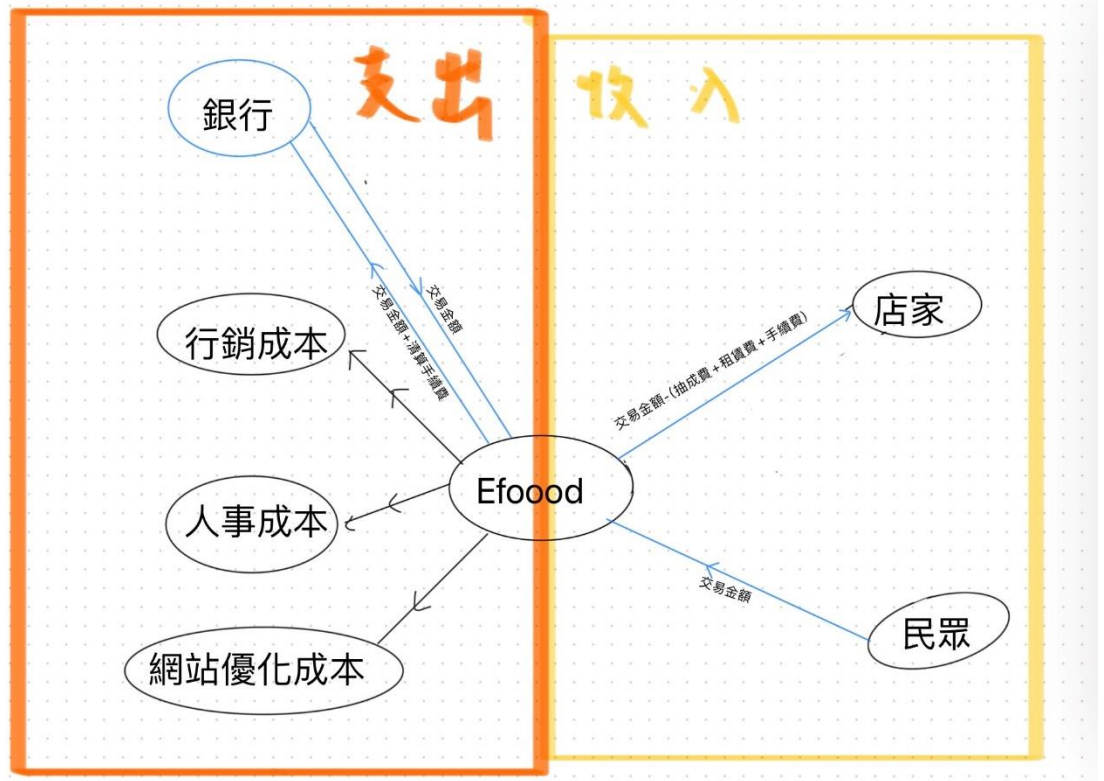 支出
收入
銀行
交易金額
交易金額+清算手續費
行銷成本
店家
交易金額-(抽成費+租賃費+手續費)
Efoood
人事成本
交易金額
民眾
網站優化成本